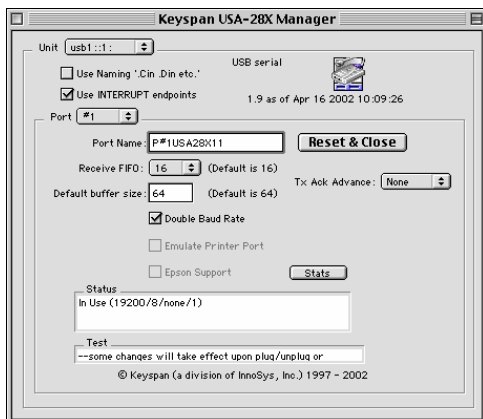 Keyspan USA-28X Manager
Unit usb1::1:
USB serial
Use Naming '.Cin .Din etc.'
Use INTERRUPT endpoints
1.9 as of Apr 16 2002 10:09:26
Port #1
Port Name: P#1USA28X11
Reset & Close
Receive FIFO: 16 (Default is 16)
Tx Ack Advance: None
Default buffer size: 64 (Default is 64)
Double Baud Rate
Emulate Printer Port
Epson Support
Stats
Status
In Use (19200/8/none/1)
Test
--some changes will take effect upon plug/unplug or
© Keyspan (a division of InnoSys, Inc.) 1997 - 2002